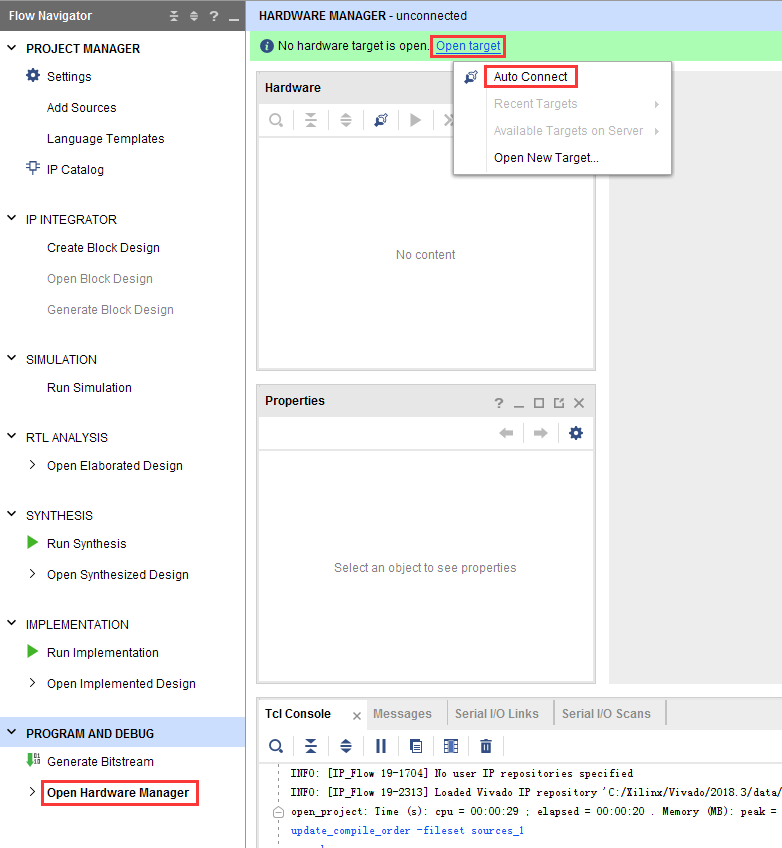 Flow Navigator
PROJECT MANAGER
Settings
Add Sources
Language Templates
IP Catalog
IP INTEGRATOR
Create Block Design
Open Block Design
Generate Block Design
SIMULATION
Run Simulation
RTL ANALYSIS
Open Elaborated Design
SYNTHESIS
Run Synthesis
Open Synthesized Design
IMPLEMENTATION
Run Implementation
Open Implemented Design
PROGRAM AND DEBUG
Generate Bitstream
Open Hardware Manager
HARDWARE MANAGER - unconnected
No hardware target is open. Open target
Auto Connect
Recent Targets
Available Targets on Server
Open New Target...
Hardware
No content
Properties
Select an object to see properties
Tcl Console Messages Serial I/O Links Serial I/O Scans
INFO: [IP_Flow 19-1704] No user IP repositories specified
INFO: [IP_Flow 19-2313] Loaded Vivado IP repository 'C:/Xilinx/Vivado/2018.3/data/
open_project: Time (s): cpu = 00:00:29 ; elapsed = 00:00:20 . Memory (MB): peak =
update_compile_order -fileset sources_1